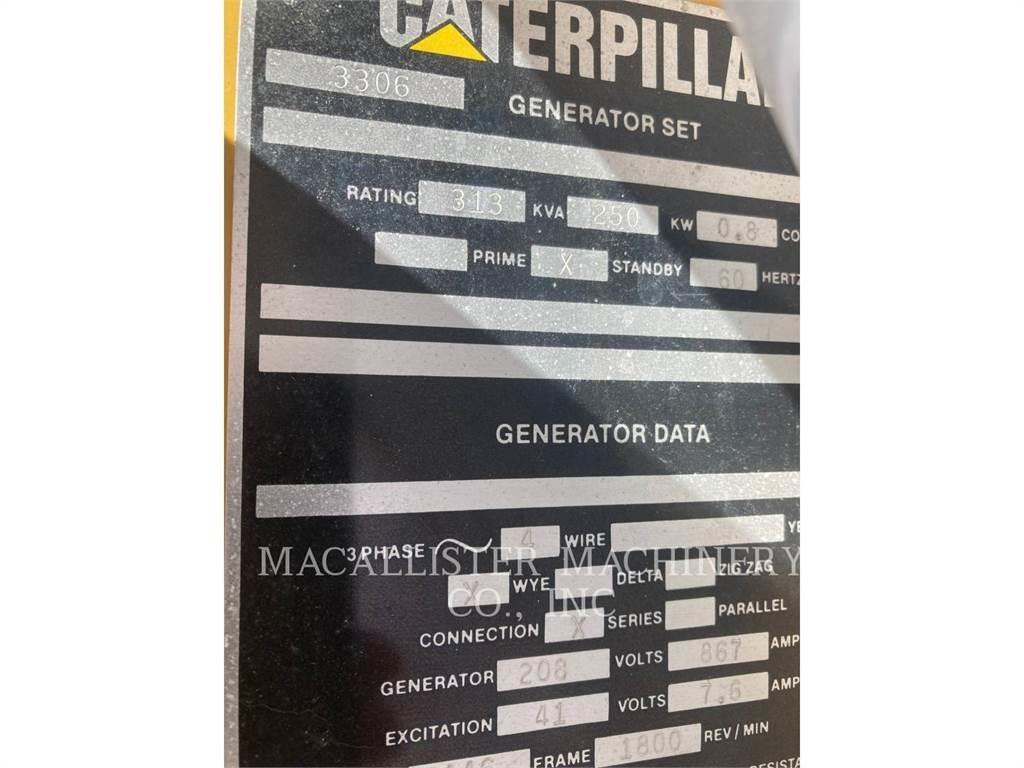 CATERPILLA
3306
GENERATOR SET
RATING 313 KVA 250 KW 0.8 CO
PRIME X STANDBY 60 HERTZ
GENERATOR DATA
3 PHASE 4 WIRE
X WYE DELTA ZIG ZAG
MACALLISTER MACHINERY
CO., INC
CONNECTION X SERIES PARALLEL
GENERATOR 208 VOLTS 867 AMP
EXCITATION 41 VOLTS 7.6 AMP
FRAME 1800 REV / MIN